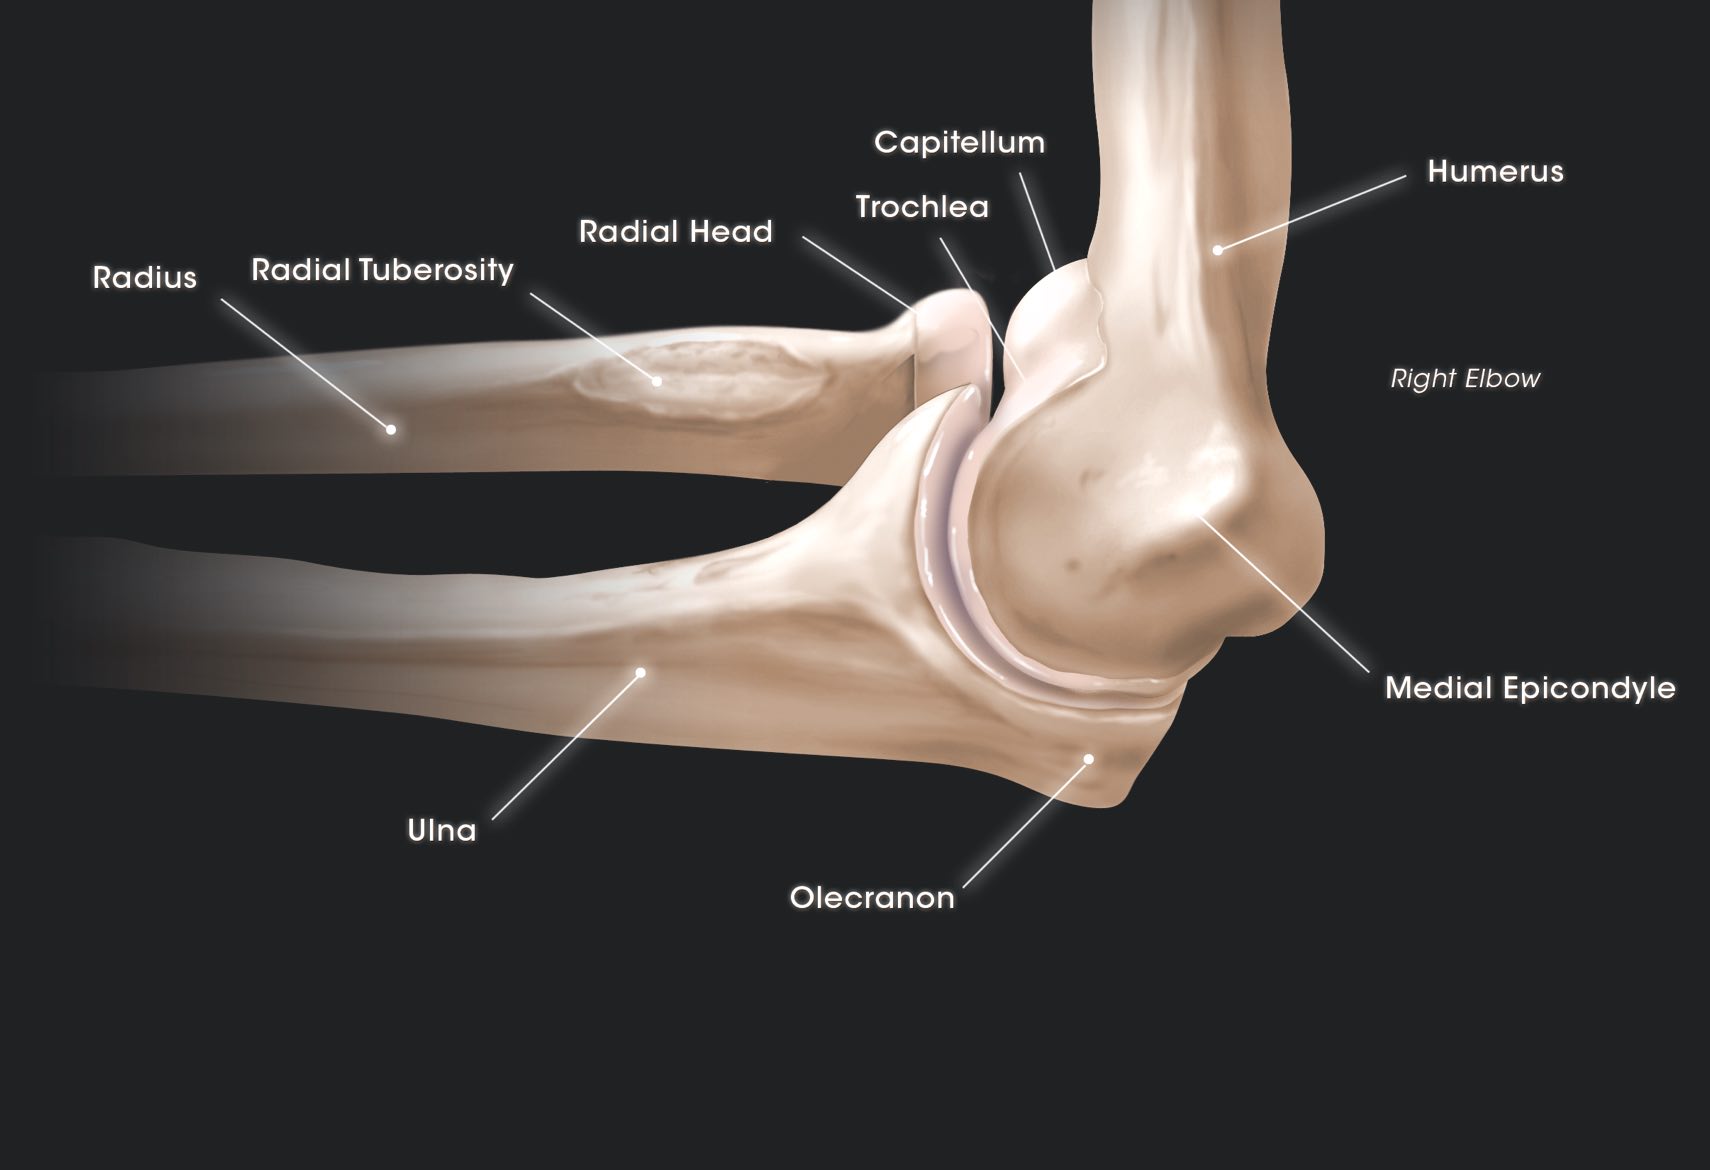 Capitellum
Humerus
Trochlea
Radial Head
Radial Tuberosity
Radius
Right Elbow
Medial Epicondyle
Ulna
Olecranon